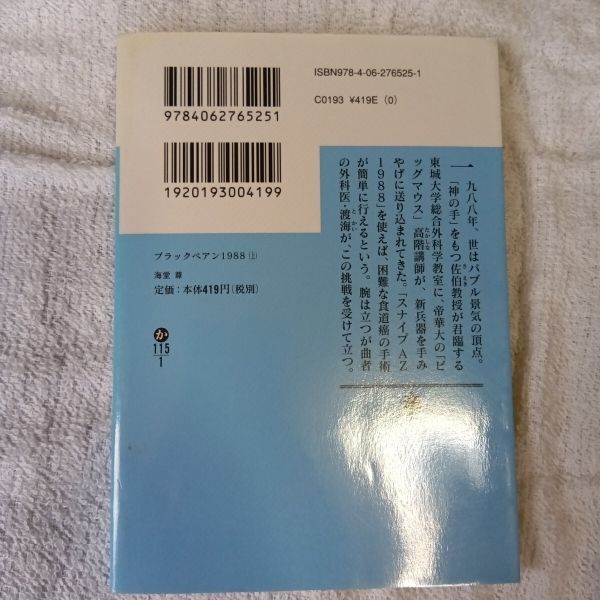 ISBN978-4-06-276525-1
C0193 ¥419E (0)
9784062765251
1920193004199
一九八八年、世はバブル景気の頂点。
「神の手」をもつ佐伯教授が君臨する
東城大学総合外科学教室に、帝華大の「ビ
ッグマウス」高階講師が、新兵器を手み
やげに送り込まれてきた。「スナイプAZ
1988」を使えば、困難な食道癌の手術
が簡単に行えるという。腕は立つが曲者
の外科医・渡海が、この挑戦を受けて立つ。
ブラックペアン1988(上)
海堂 尊
定価：本体419円(税別)
か
115
1